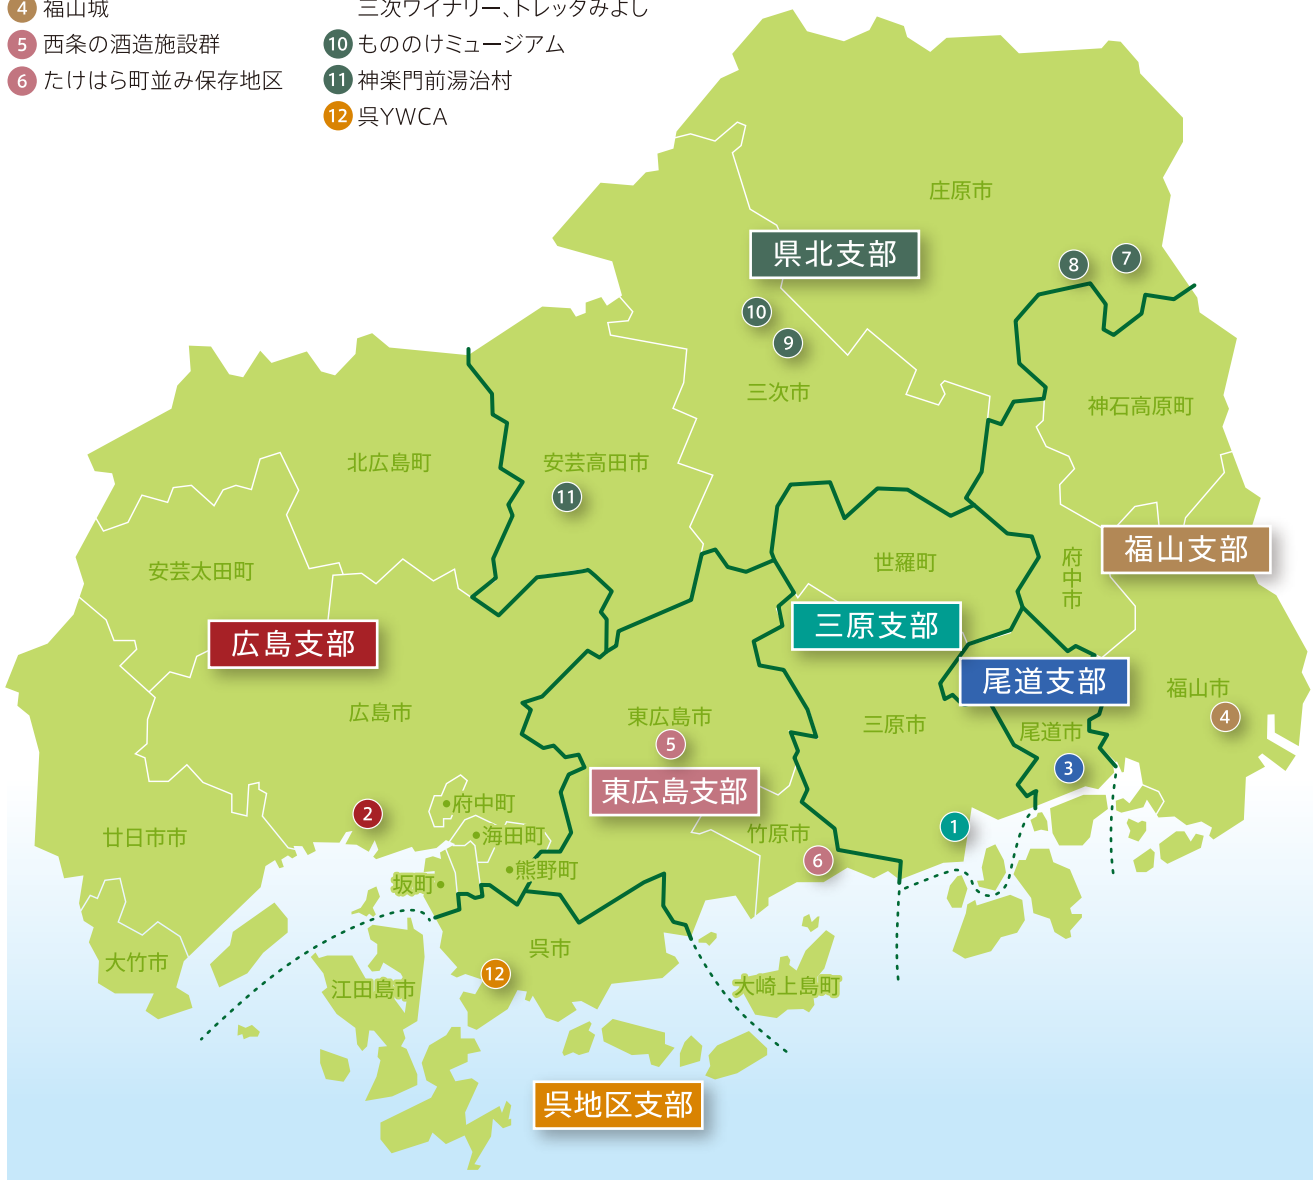 4 福山城
5 西条の酒造施設群
6 たけはら町並み保存地区
三次ワイナリー、トレッタみよし
10 もののけミュージアム
11 神楽門前湯治村
12 呉YWCA
庄原市
県北支部
8
7
10
9
三次市
神石高原町
北広島町
安芸高田市
11
安芸太田町
世羅町
府中市
福山支部
広島支部
三原支部
尾道支部
福山市
4
広島市
東広島市
5
三原市
尾道市
3
東広島支部
2
府中町
海田町
廿日市市
竹原市
1
6
熊野町
坂町
大竹市
呉市
12
江田島市
大崎上島町
呉地区支部